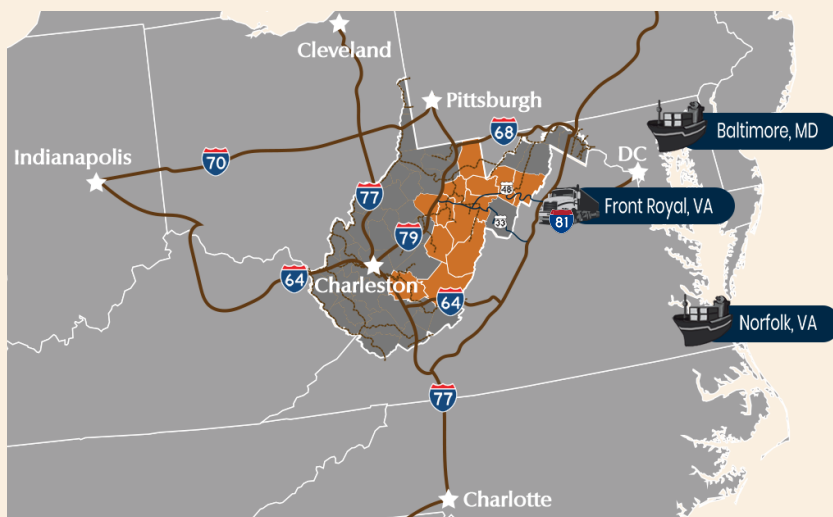 Cleveland
Pittsburgh
68
Baltimore, MD
Indianapolis
70
DC
77
48
Front Royal, VA
33
81
79
64
Charleston
64
Norfolk, VA
77
Charlotte